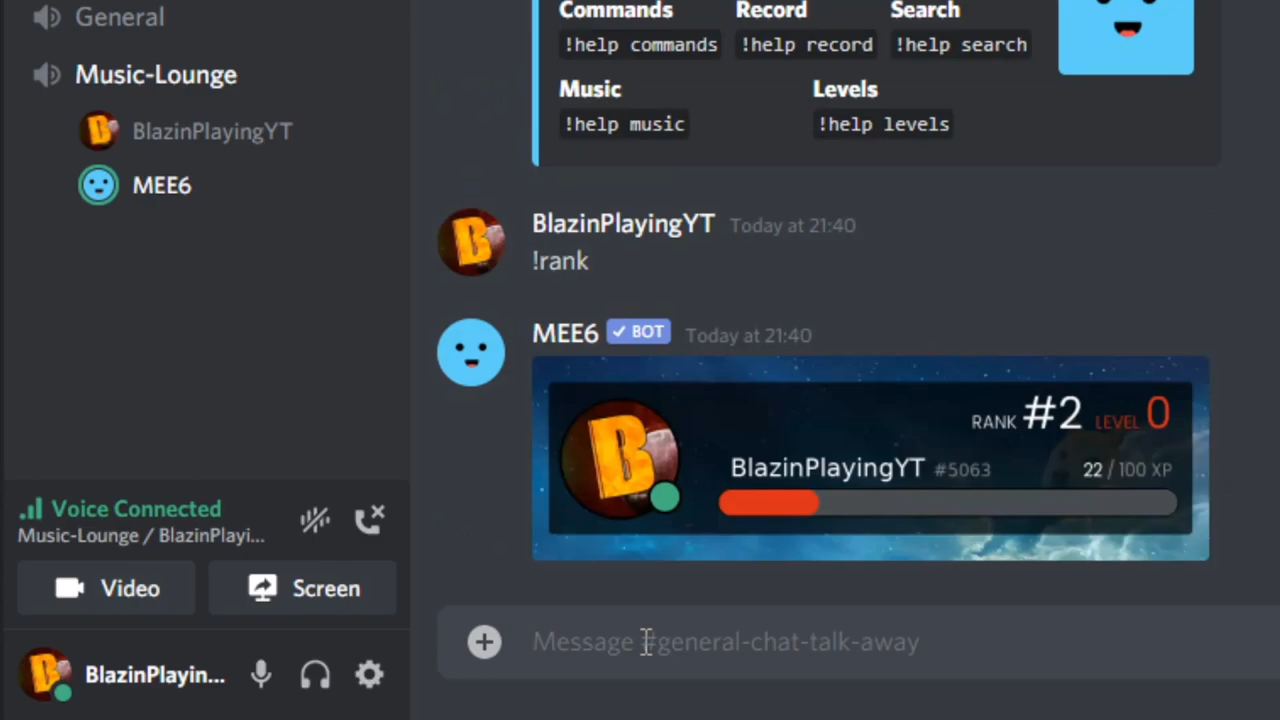 General
Music-Lounge
BlazinPlayingYT
MEE6
Voice Connected
Music-Lounge / BlazinPlayi...
Video Screen
BlazinPlayin...
Commands Record Search
!help commands !help record !help search
Music Levels
!help music !help levels
BlazinPlayingYT Today at 21:40
!rank
MEE6 ✓ BOT Today at 21:40
B RANK #2 LEVEL 0
BlazinPlayingYT #5063 22 / 100 XP
Message #general-chat-talk-away